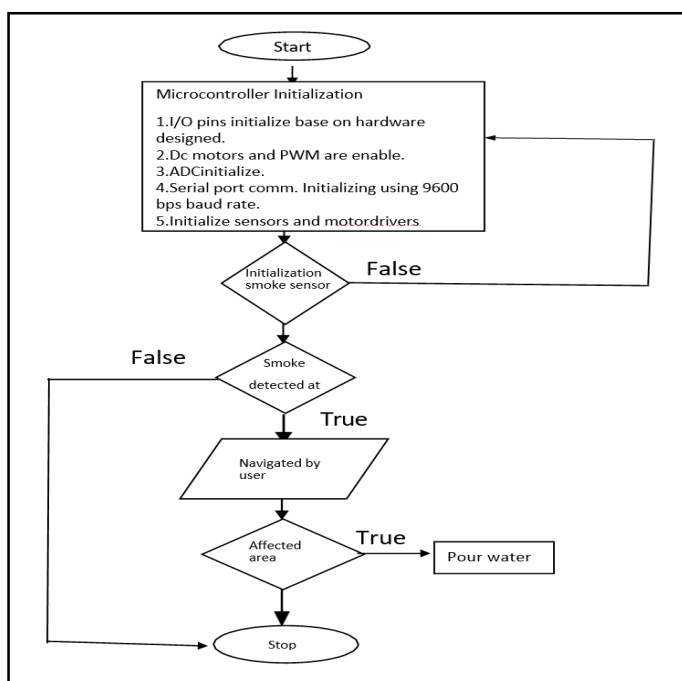 Start
Microcontroller Initialization
1.I/O pins initialize base on hardware
designed.
2.Dc motors and PWM are enable.
3.ADCinitialize.
4.Serial port comm. Initializing using 9600
bps baud rate.
5.Initialize sensors and motordrivers
Initialization
smoke sensor
False
False
Smoke
detected at
True
Navigated by
user
Affected
area
True
Pour water
Stop